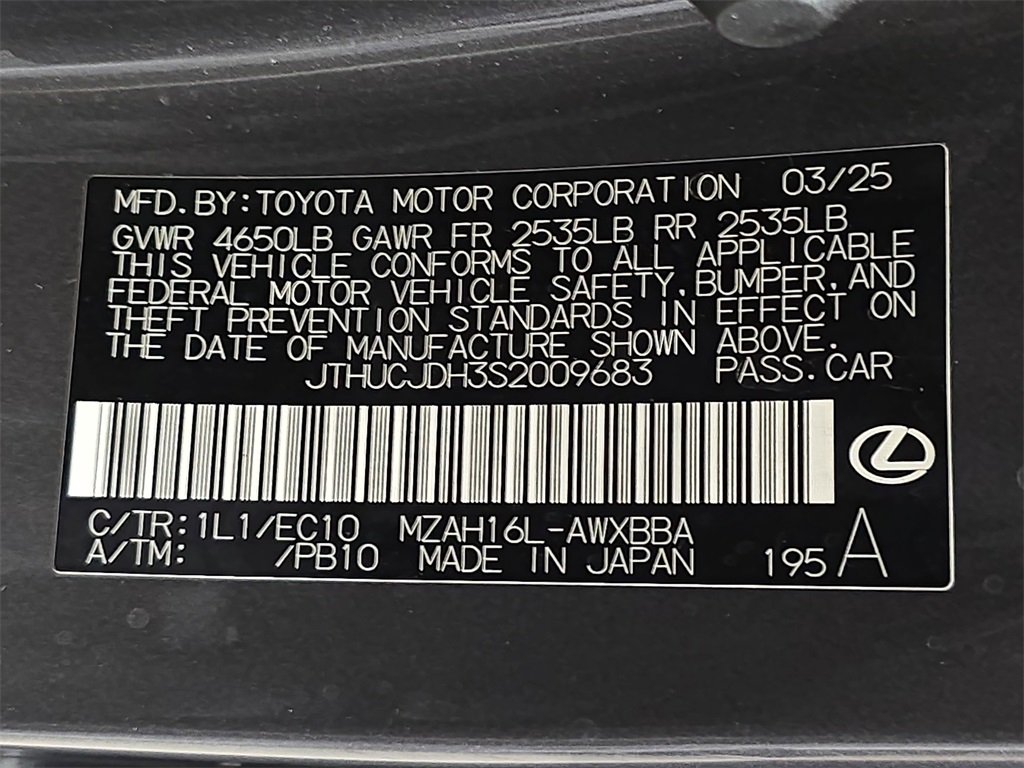 MFD. BY: TOYOTA MOTOR CORPORATION 03/25
GVWR 4650LB GAWR FR 2535LB RR 2535LB
THIS VEHICLE CONFORMS TO ALL APPLICABLE
FEDERAL MOTOR VEHICLE SAFETY, BUMPER, AND
THEFT PREVENTION STANDARDS IN EFFECT ON
THE DATE OF MANUFACTURE SHOWN ABOVE.
JTHUCJDH3S2009683 PASS. CAR
C/TR: 1L1/EC10 MZAH16L-AWXBBA
A/TM: /PB10 MADE IN JAPAN 195 A